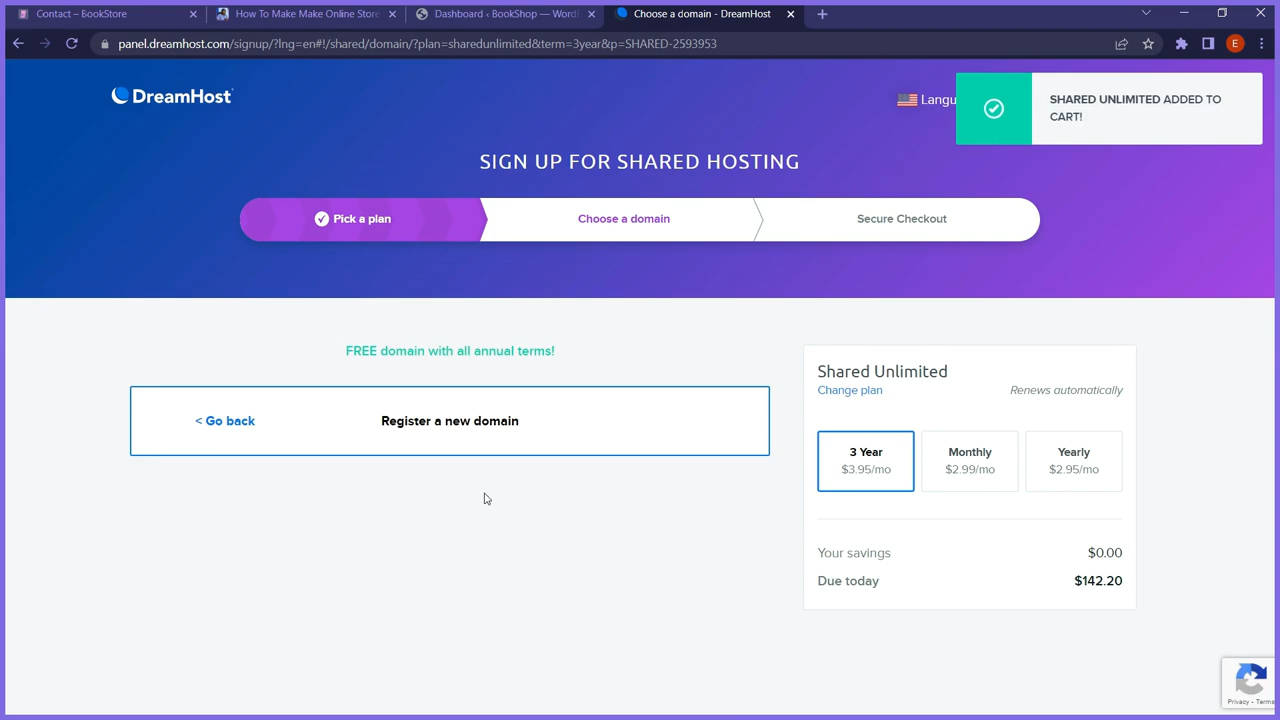 Contact – BookStore
How To Make Make Online Store
Dashboard ‹ BookShop — Word
Choose a domain - DreamHost
panel.dreamhost.com/signup/?lng=en#!/shared/domain/?plan=sharedunlimited&term=3year&p=SHARED-2593953
E
DreamHost
Langu
SHARED UNLIMITED ADDED TO
CART!
SIGN UP FOR SHARED HOSTING
Pick a plan
Choose a domain
Secure Checkout
FREE domain with all annual terms!
< Go back
Register a new domain
Shared Unlimited
Change plan
Renews automatically
3 Year
$3.95/mo
Monthly
$2.99/mo
Yearly
$2.95/mo
Your savings
$0.00
Due today
$142.20
Privacy - Terms